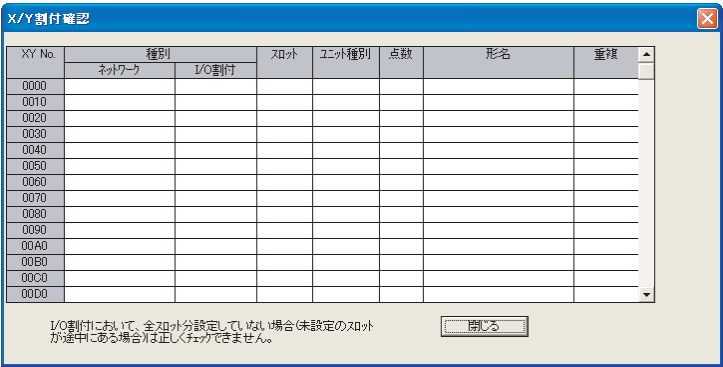 X/Y割付確認
XY No. 種別 スロット ユニット種別 点数 形名 重複
ネットワーク I/O割付
0000
0010
0020
0030
0040
0050
0060
0070
0080
0090
00A0
00B0
00C0
00D0
I/O割付において、全スロット分設定していない場合(未設定のスロット
が途中にある場合)は正しくチェックできません。
閉じる